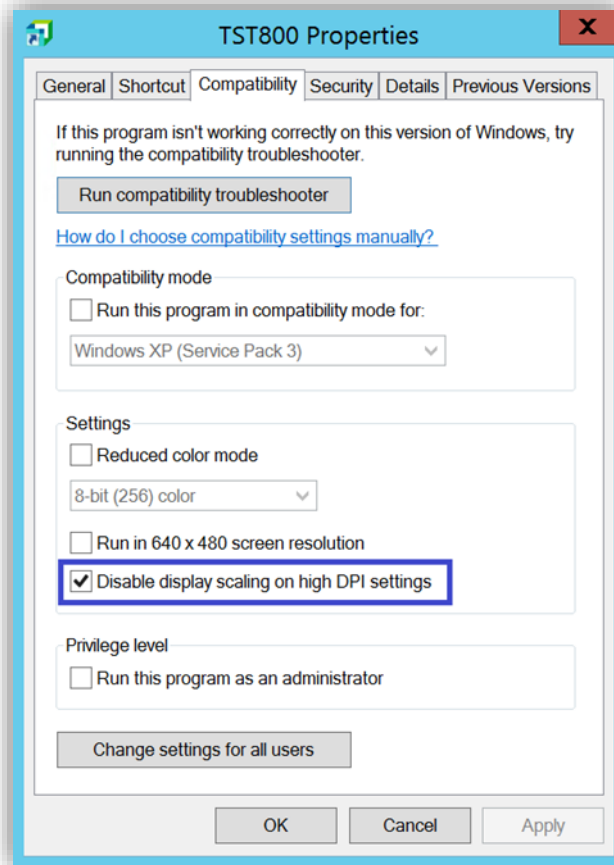 TST800 Properties
X
General Shortcut Compatibility Security Details Previous Versions
If this program isn't working correctly on this version of Windows, try
running the compatibility troubleshooter.
Run compatibility troubleshooter
How do I choose compatibility settings manually?
Compatibility mode
Run this program in compatibility mode for:
Windows XP (Service Pack 3)
Settings
Reduced color mode
8-bit (256) color
Run in 640 x 480 screen resolution
Disable display scaling on high DPI settings
Privilege level
Run this program as an administrator
Change settings for all users
OK Cancel Apply